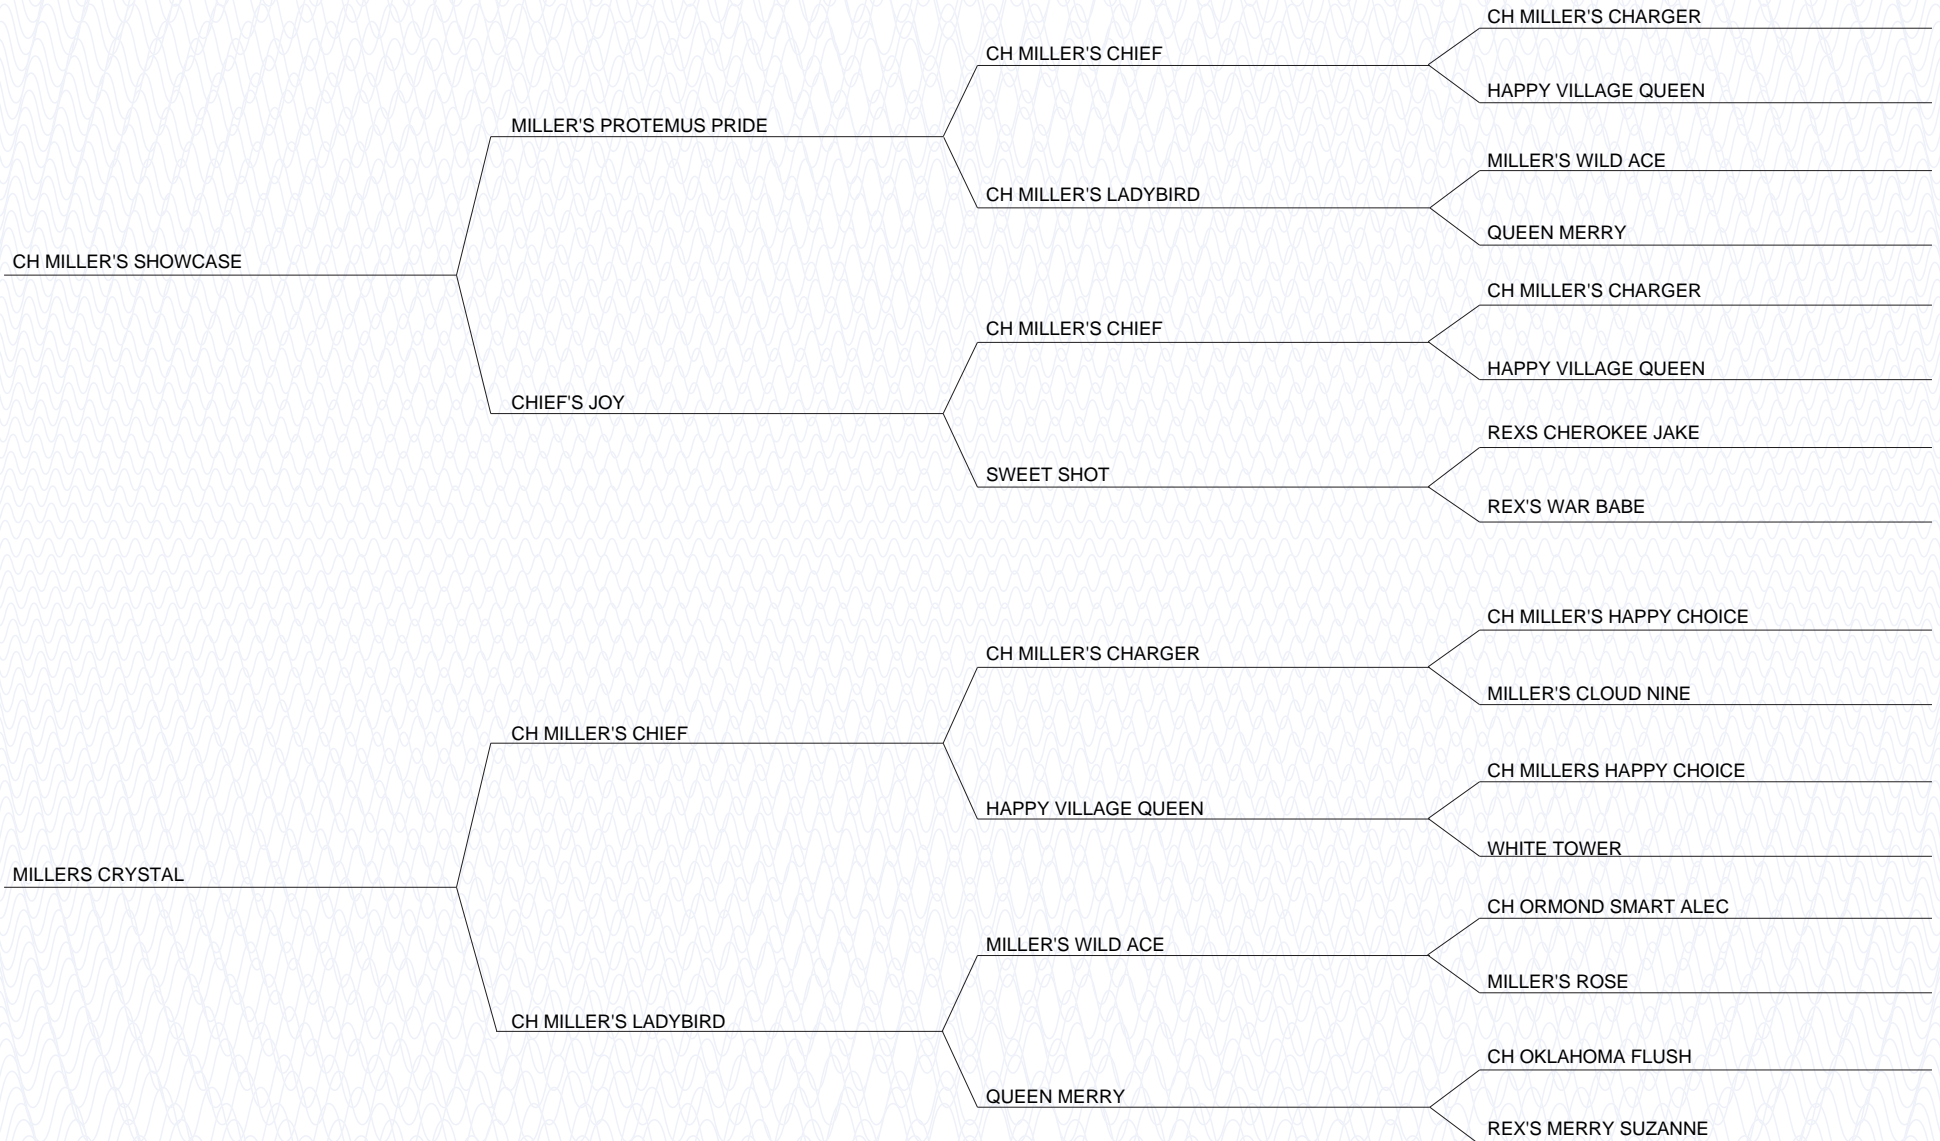 CH MILLER'S CHARGER
CH MILLER'S CHIEF
HAPPY VILLAGE QUEEN
MILLER'S PROTEMUS PRIDE
MILLER'S WILD ACE
CH MILLER'S LADYBIRD
QUEEN MERRY
CH MILLER'S SHOWCASE
CH MILLER'S CHARGER
CH MILLER'S CHIEF
HAPPY VILLAGE QUEEN
CHIEF'S JOY
REXS CHEROKEE JAKE
SWEET SHOT
REX'S WAR BABE
CH MILLER'S HAPPY CHOICE
CH MILLER'S CHARGER
MILLER'S CLOUD NINE
CH MILLER'S CHIEF
CH MILLERS HAPPY CHOICE
HAPPY VILLAGE QUEEN
WHITE TOWER
MILLERS CRYSTAL
CH ORMOND SMART ALEC
MILLER'S WILD ACE
MILLER'S ROSE
CH MILLER'S LADYBIRD
CH OKLAHOMA FLUSH
QUEEN MERRY
REX'S MERRY SUZANNE